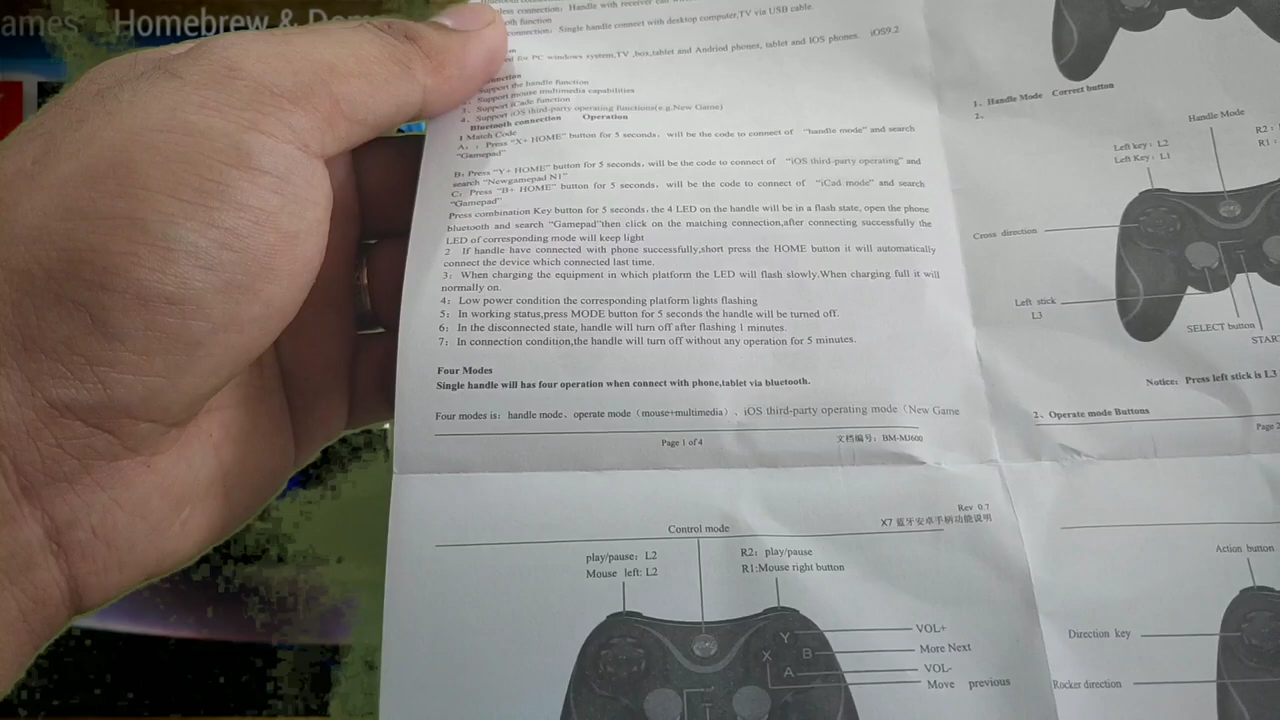 ames
Homebrew &
less connection: Handle with receiver can
oth function
connection: Single handle connect with desktop computer,TV via USB cable.
ed for PC windows system,TV ,box,tablet and Andriod phones, tablet and IOS phones. iOS9.2
Support the handle function
Support mouse multimedia capabilities
3、Support iCade function
4、Support iOS third-party operating functions(e.g.New Game)
Bluetooth connection Operation
1 Match Code
A: : Press "X+ HOME" button for 5 seconds, will be the code to connect of "handle mode" and search
"Gamepad"
B: Press "Y+ HOME" button for 5 seconds, will be the code to connect of "iOS third-party operating" and
search "Newgamepad N1"
C: Press "B+ HOME" button for 5 seconds, will be the code to connect of "iCad mode" and search
"Gamepad"
Press combination Key button for 5 seconds, the 4 LED on the handle will be in a flash state, open the phone
bluetooth and search "Gamepad"then click on the matching connection,after connecting successfully the
LED of corresponding mode will keep light
2 If handle have connected with phone successfully,short press the HOME button it will automatically
connect the device which connected last time.
3: When charging the equipment in which platform the LED will flash slowly.When charging full it will
normally on.
4: Low power condition the corresponding platform lights flashing
5: In working status,press MODE button for 5 seconds the handle will be turned off.
6: In the disconnected state, handle will turn off after flashing 1 minutes.
7: In connection condition,the handle will turn off without any operation for 5 minutes.
Four Modes
Single handle will has four operation when connect with phone,tablet via bluetooth.
Four modes is: handle mode、operate mode（mouse+multimedia）、iOS third-party operating mode（New Game
Page 1 of 4
文档编号: BM-MJ600
1、Handle Mode Correct button
2、
Handle Mode
Left key: L2
Left Key: L1
R2 :
R1 :
Cross direction
Left stick
L3
SELECT button
STAR
Notice: Press left stick is L3
2、Operate mode Buttons
Page 2
Rev 0.7
X7 蓝牙安卓手柄功能说明
Control mode
play/pause: L2
Mouse left: L2
R2: play/pause
R1:Mouse right button
Y
X
B
A
VOL+
More Next
VOL-
Move previous
Action button
Direction key
Rocker direction